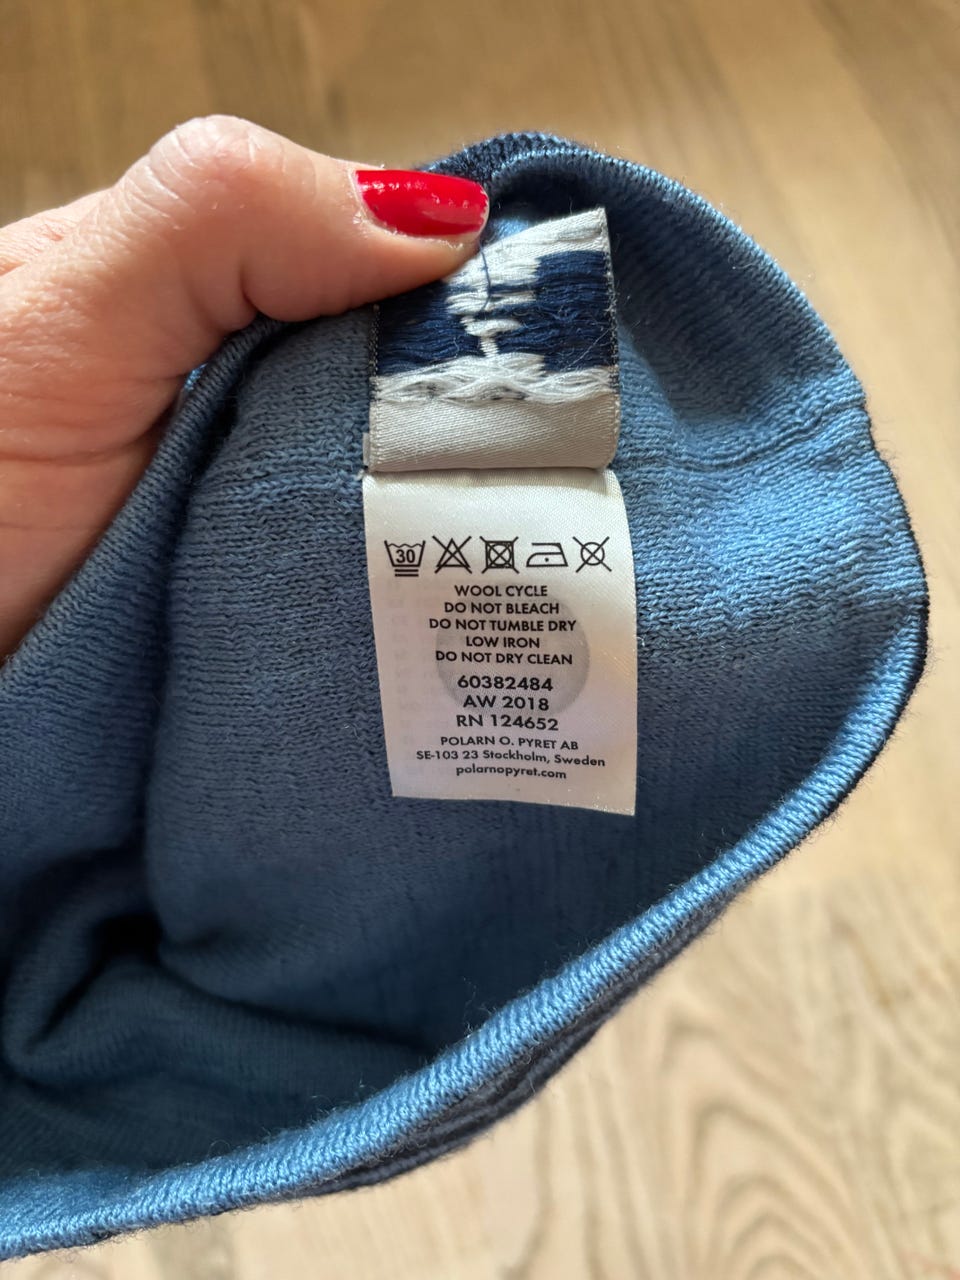 30
WOOL CYCLE
DO NOT BLEACH
DO NOT TUMBLE DRY
LOW IRON
DO NOT DRY CLEAN
60382484
AW 2018
RN 124652
POLARN O. PYRET AB
SE-103 23 Stockholm, Sweden
polarnopyret.com